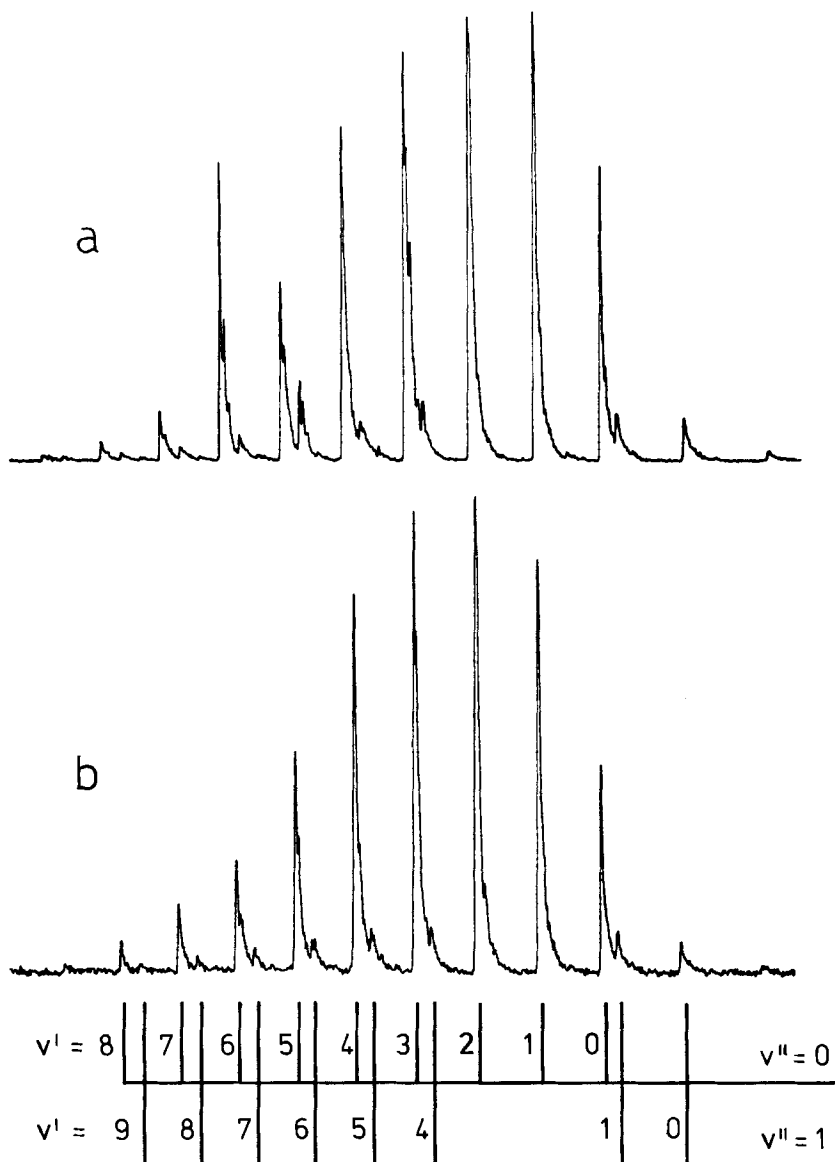 a
b
v' = 8 7 6 5 4 3 2 1 0 v" = 0
v' = 9 8 7 6 5 4 1 0 v" = 1